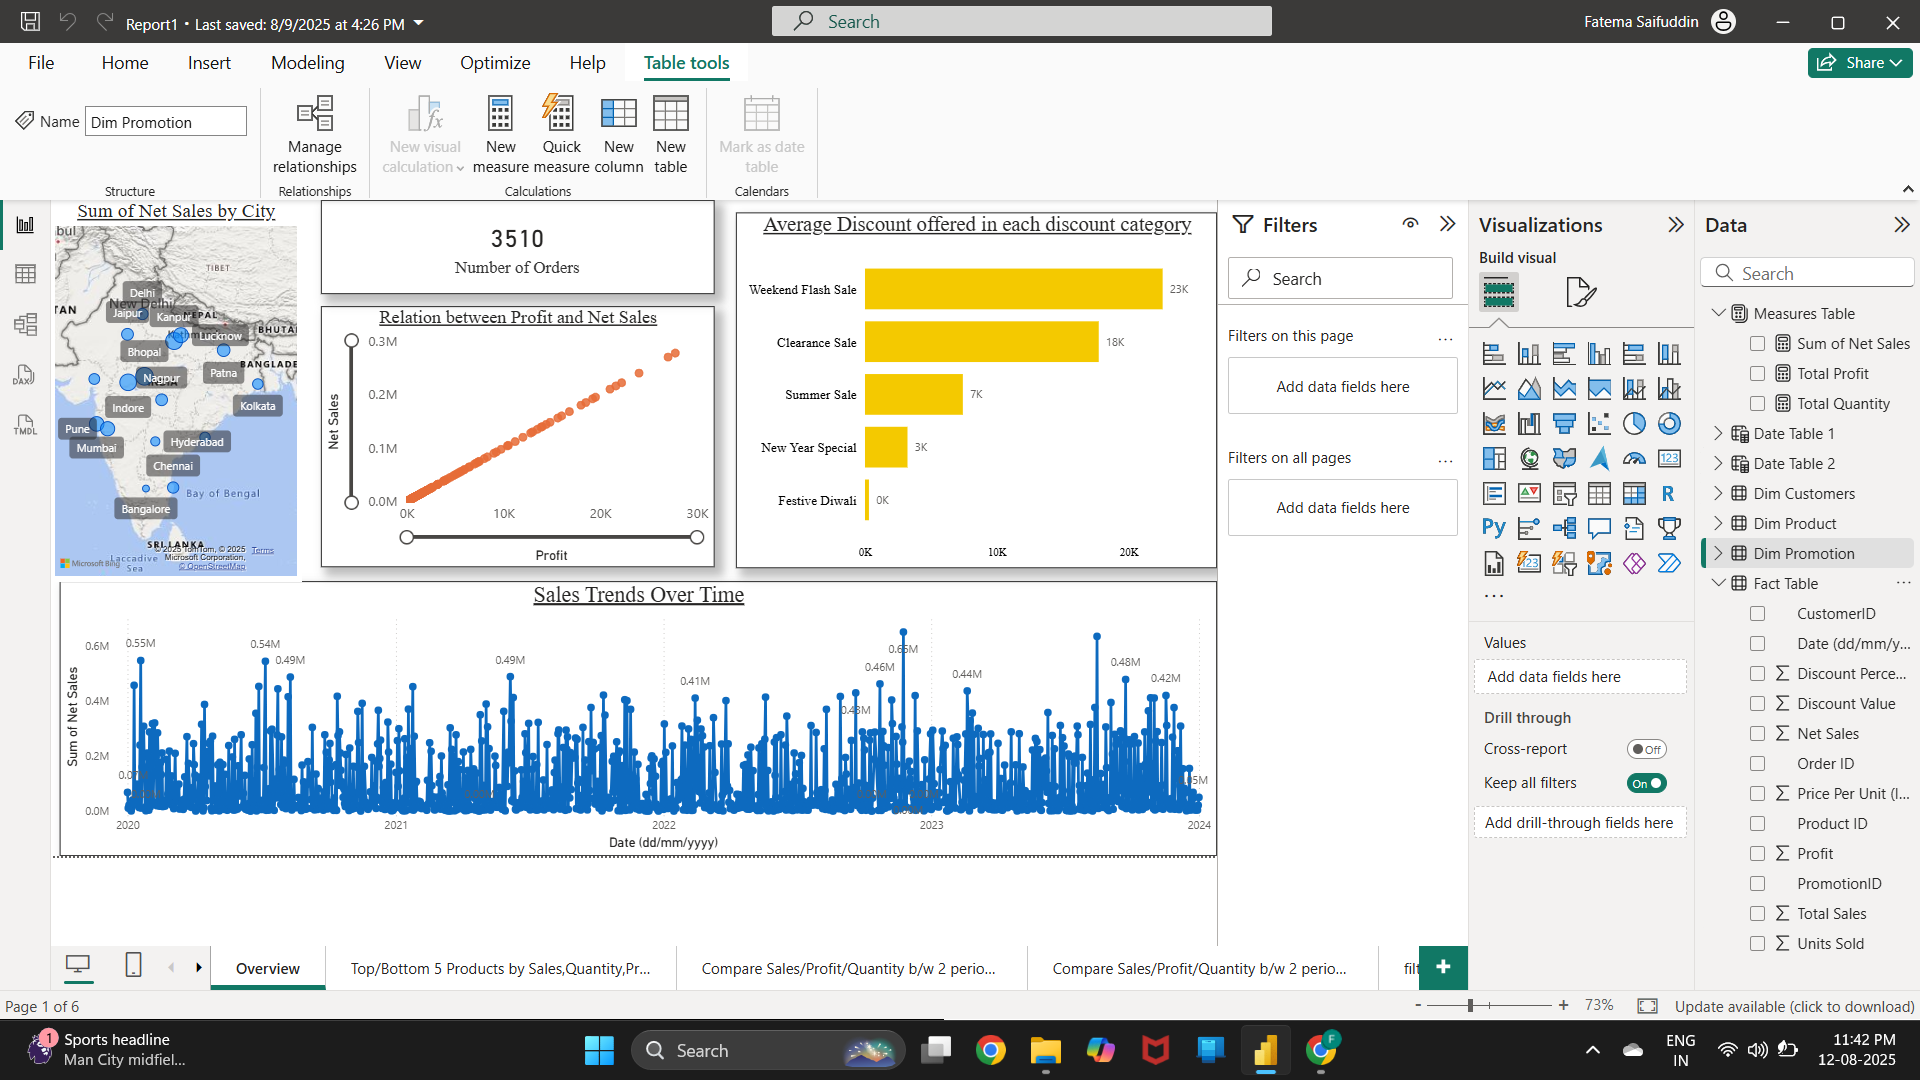 Report1 • Last saved: 8/9/2025 at 4:26 PM
Search
Fatema Saifuddin
File Home Insert Modeling View Optimize Help Table tools
Share
Name Dim Promotion
Structure
Manage relationships
Relationships
New visual calculation
New measure
Quick measure
New column
New table
Calculations
Mark as date table
Calendars
Sum of Net Sales by City
TIBET
Delhi
New Delhi
Jaipur
Kanpur
NEPAL
BHUTA
Lucknow
Bhopal
BANGLADE
Nagpur
Patna
Indore
Kolkata
Pune
Mumbai
Hyderabad
Chennai
Bay of Bengal
Bangalore
SRI LANKA
Laccadive Sea
Microsoft Bing
© 2025 TomTom, © 2025 Microsoft Corporation, © OpenStreetMap Terms
3510
Number of Orders
Relation between Profit and Net Sales
Net Sales
0.3M
0.2M
0.1M
0.0M
0K 10K 20K 30K
Profit
Average Discount offered in each discount category
Weekend Flash Sale 23K
Clearance Sale 18K
Summer Sale 7K
New Year Special 3K
Festive Diwali 0K
0K 10K 20K
Sales Trends Over Time
Sum of Net Sales
0.6M
0.4M
0.2M
0.0M
0.55M
0.54M
0.49M
0.49M
0.41M
0.46M
0.44M
0.48M
0.42M
2020 2021 2022 2023 2024
Date (dd/mm/yyyy)
Filters
Search
Filters on this page ...
Add data fields here
Filters on all pages ...
Add data fields here
Visualizations
Build visual
...
Values
Add data fields here
Drill through
Cross-report Off
Keep all filters On
Add drill-through fields here
Data
Search
Measures Table
Sum of Net Sales
Total Profit
Total Quantity
Date Table 1
Date Table 2
Dim Customers
Dim Product
Dim Promotion
Fact Table ...
CustomerID
Date (dd/mm/y...
Discount Perce...
Discount Value
Net Sales
Order ID
Price Per Unit (I...
Product ID
Profit
PromotionID
Total Sales
Units Sold
Overview
Top/Bottom 5 Products by Sales,Quantity,Pr...
Compare Sales/Profit/Quantity b/w 2 perio...
Compare Sales/Profit/Quantity b/w 2 perio...
filt
+
Page 1 of 6
- + 73%
Update available (click to download)
1
Sports headline
Man City midfiel...
Search
F
ENG
IN
11:42 PM
12-08-2025